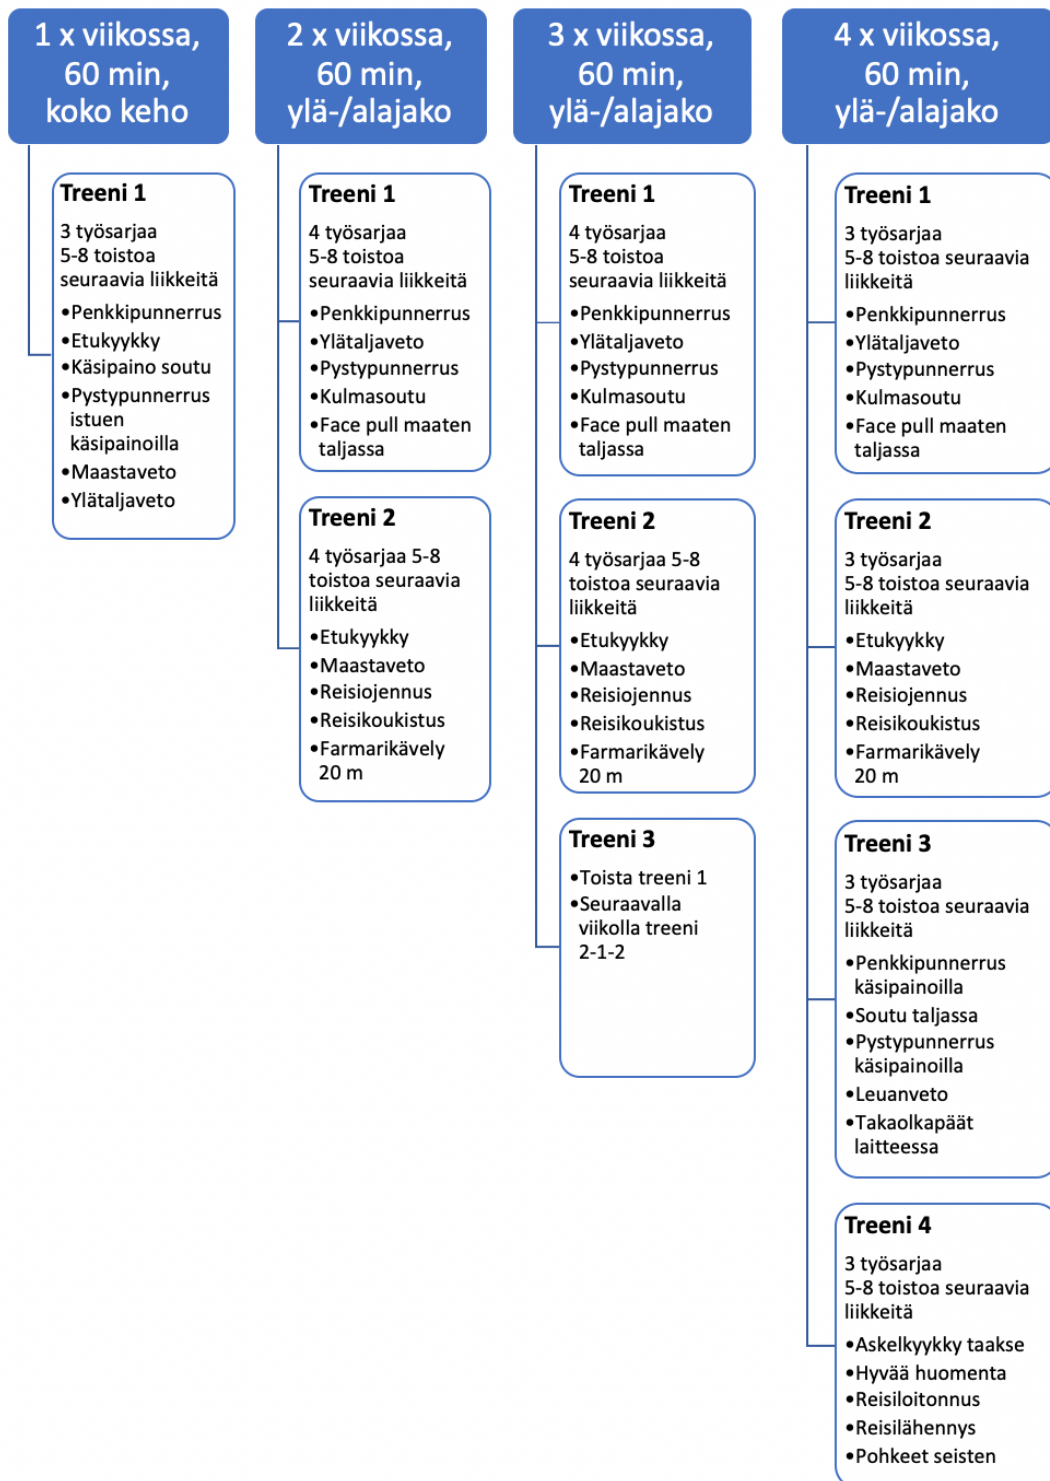 1 x viikossa,
60 min,
koko keho
Treeni 1
3 työsarjaa
5-8 toistoa
seuraavia liikkeitä
•Penkkipunnerrus
•Etukyykky
•Käsipaino soutu
•Pystypunnerrus
istuen
käsipainoilla
•Maastaveto
•Ylätaljaveto
2 x viikossa,
60 min,
ylä-/alajako
Treeni 1
4 työsarjaa
5-8 toistoa
seuraavia liikkeitä
•Penkkipunnerrus
•Ylätaljaveto
•Pystypunnerrus
•Kulmasoutu
•Face pull maaten
taljassa
Treeni 2
4 työsarjaa 5-8
toistoa seuraavia
liikkeitä
•Etukyykky
•Maastaveto
•Reisiojennus
•Reisikoukistus
•Farmarikävely
20 m
3 x viikossa,
60 min,
ylä-/alajako
Treeni 1
4 työsarjaa
5-8 toistoa
seuraavia liikkeitä
•Penkkipunnerrus
•Ylätaljaveto
•Pystypunnerrus
•Kulmasoutu
•Face pull maaten
taljassa
Treeni 2
4 työsarjaa 5-8
toistoa seuraavia
liikkeitä
•Etukyykky
•Maastaveto
•Reisiojennus
•Reisikoukistus
•Farmarikävely
20 m
Treeni 3
•Toista treeni 1
•Seuraavalla
viikolla treeni
2-1-2
4 x viikossa,
60 min,
ylä-/alajako
Treeni 1
3 työsarjaa
5-8 toistoa seuraavia
liikkeitä
•Penkkipunnerrus
•Ylätaljaveto
•Pystypunnerrus
•Kulmasoutu
•Face pull maaten
taljassa
Treeni 2
3 työsarjaa
5-8 toistoa seuraavia
liikkeitä
•Etukyykky
•Maastaveto
•Reisiojennus
•Reisikoukistus
•Farmarikävely
20 m
Treeni 3
3 työsarjaa
5-8 toistoa seuraavia
liikkeitä
•Penkkipunnerrus
käsipainoilla
•Soutu taljassa
•Pystypunnerrus
käsipainoilla
•Leuanveto
•Takaolkapäät
laitteessa
Treeni 4
3 työsarjaa
5-8 toistoa seuraavia
liikkeitä
•Askelkyykky taakse
•Hyvää huomenta
•Reisiloitonnus
•Reisilähennys
•Pohkeet seisten